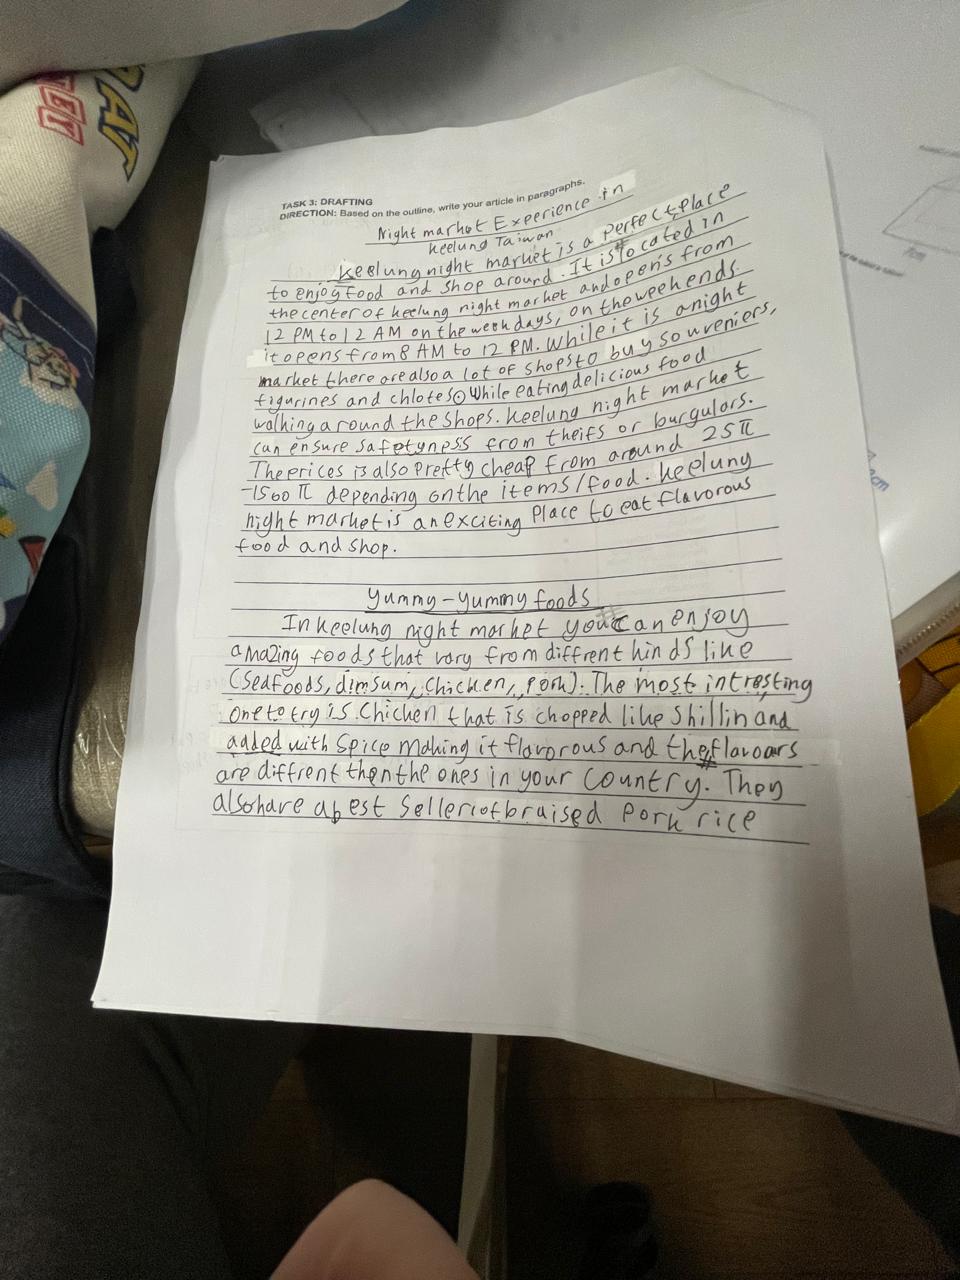 TASK 3: DRAFTING
DIRECTION: Based on the outline, write your article in paragraphs.
Night market Experience in
keelung Taiwan
keelung night market is a perfect place
to enjoy food and shop around. It is located in
the center of keelung night market and opens from
12 PM to 12 AM on the week days, on the week ends
it opens from 8 AM to 12 PM. While it is a night
market there are also a lot of shops to buy souveniers,
figurines and chlotes. While eating delicious food
walking around the shops. keelung night market
can ensure safetyness from theifs or burgulors.
The prices is also pretty cheap from around 25元
-1500 元 depending on the items/food. keelung
night market is an exciting place to eat flavorous
food and shop.
Yummy-yummy foods
In keelung night market you can enjoy
amazing foods that vary from diffrent kinds like
(seafoods, dimsum, chicken, pork). The most intresting
one to try is chicken that is chopped like shillin and
added with spice making it flavorous and the flavours
are diffrent then the ones in your country. They
also have a best seller of braised pork rice
RAT
cm